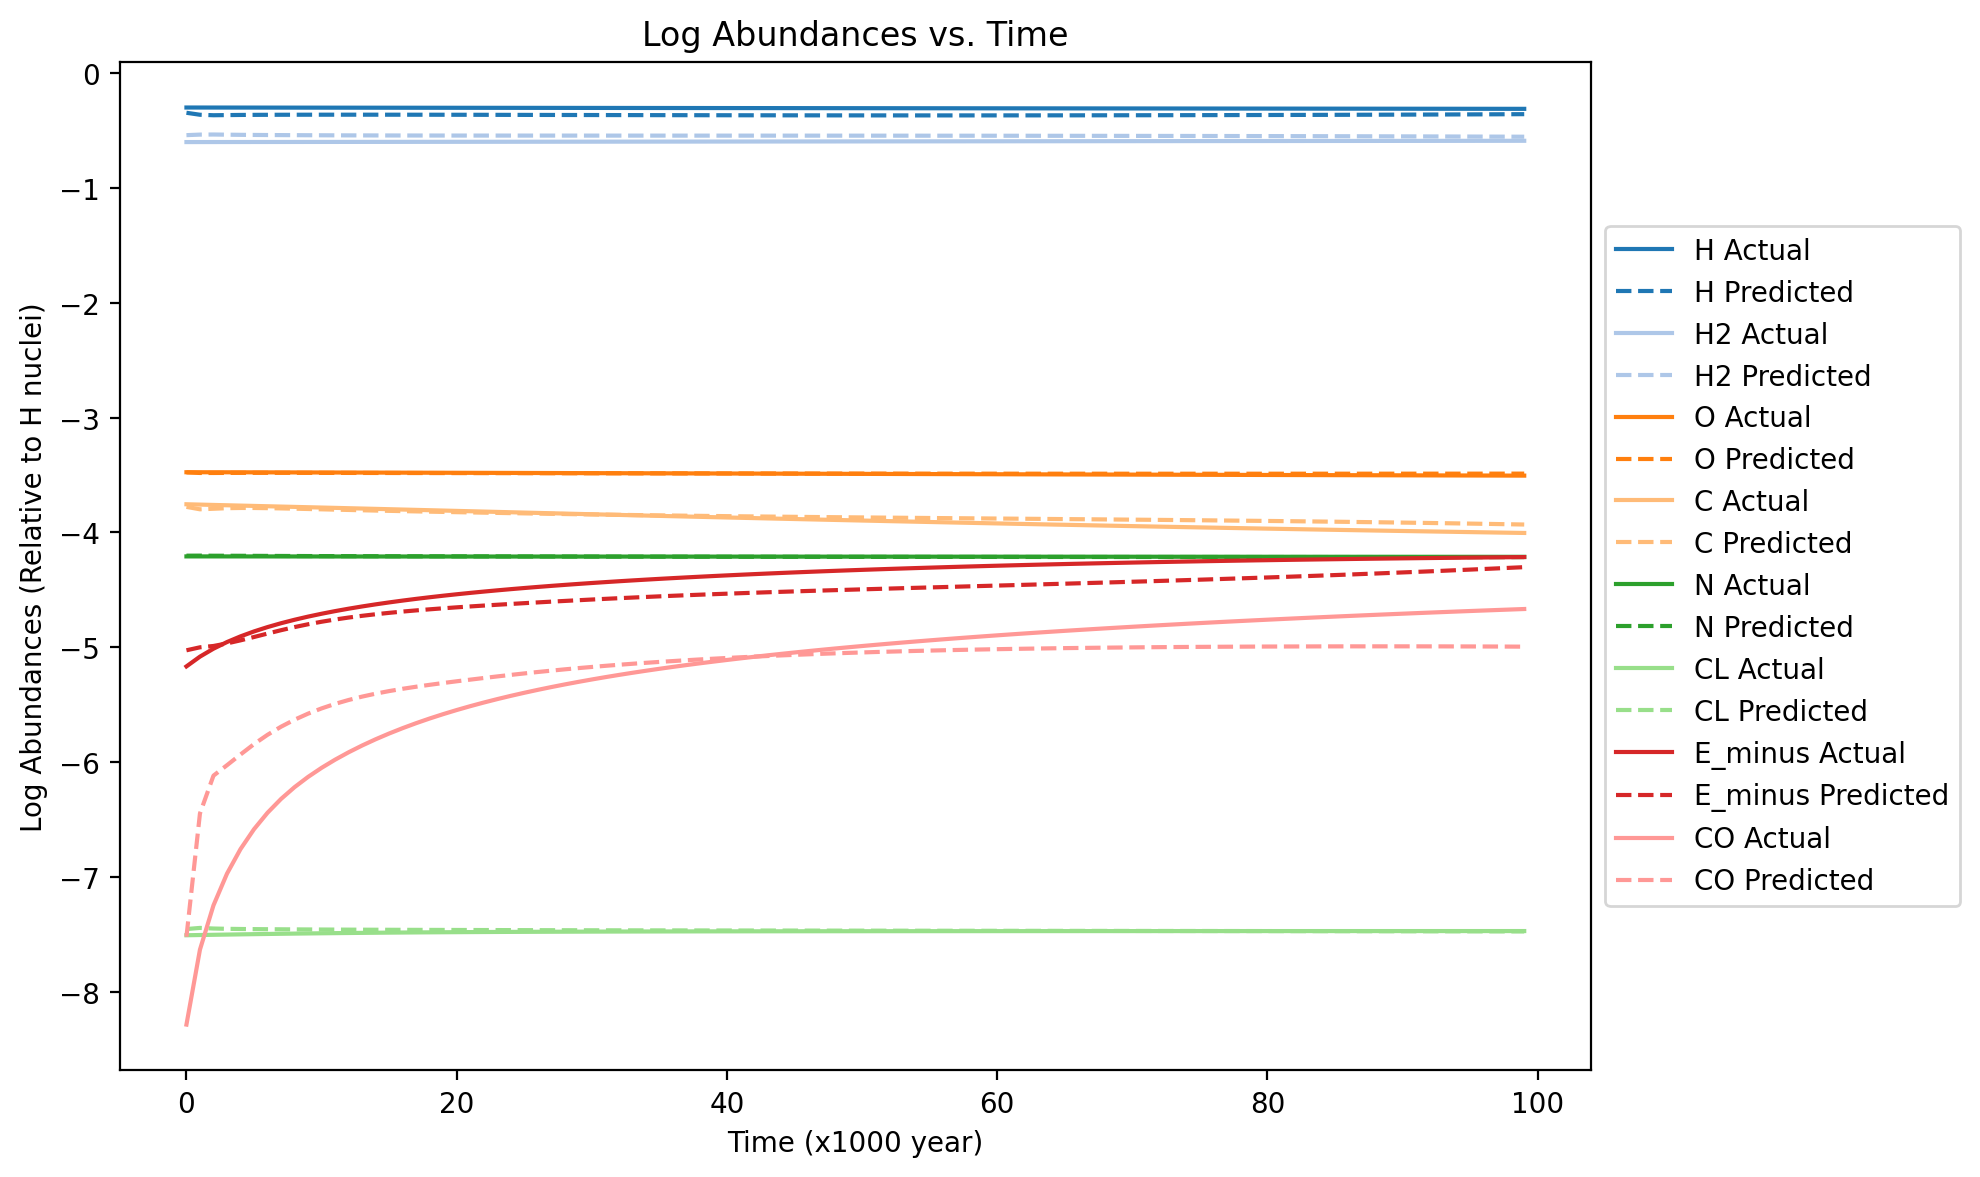 Log Abundances vs. Time
0
−1
−2
−3
−4
−5
−6
−7
−8
Log Abundances (Relative to H nuclei)
0
20
40
60
80
100
Time (x1000 year)
H Actual
H Predicted
H2 Actual
H2 Predicted
O Actual
O Predicted
C Actual
C Predicted
N Actual
N Predicted
CL Actual
CL Predicted
E_minus Actual
E_minus Predicted
CO Actual
CO Predicted